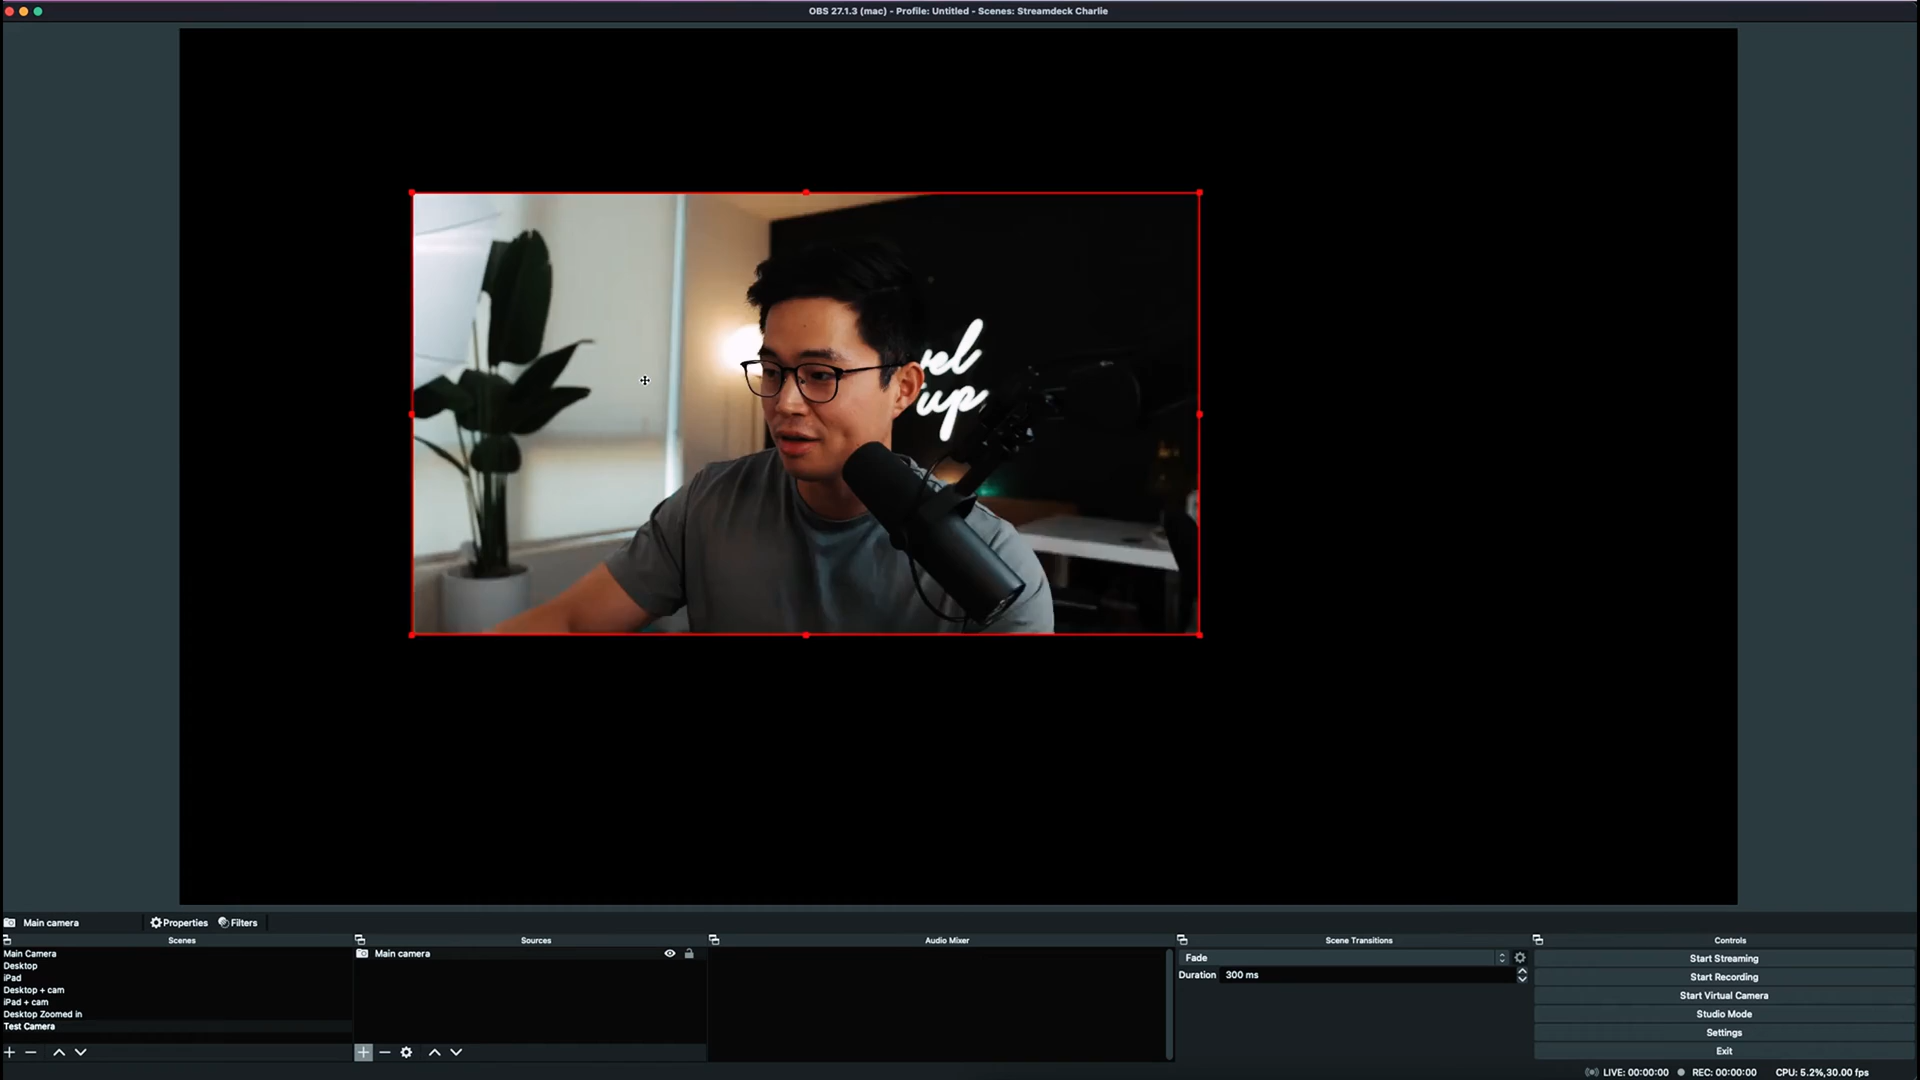 OBS 27.1.3 (mac) - Profile: Untitled - Scenes: Streamdeck Charlie
up
Main camera
Properties
Filters
Scenes
Sources
Audio Mixer
Scene Transitions
Controls
Main Camera
Desktop
iPad
Desktop + cam
iPad + cam
Desktop Zoomed in
Test Camera
Main camera
Fade
Duration 300 ms
Start Streaming
Start Recording
Start Virtual Camera
Studio Mode
Settings
Exit
LIVE: 00:00:00
REC: 00:00:00
CPU: 5.2%,30.00 fps